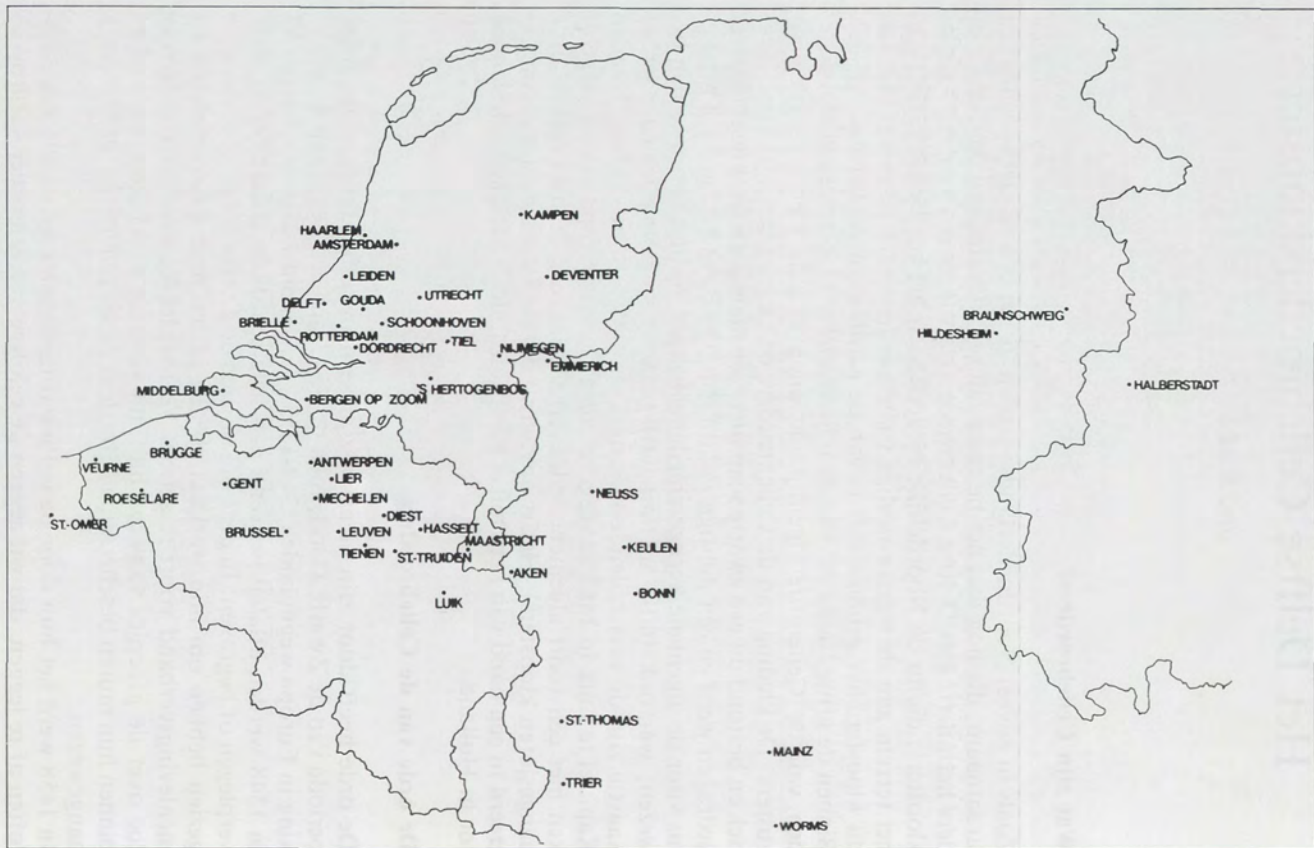 KAMPEN
HAARLEM
AMSTERDAM
LEIDEN
DEVENTER
UTRECHT
DELFT
GOUDA
BRIELLE
SCHOONHOVEN
ROTTERDAM
TIEL
DORDRECHT
NIJMEGEN
EMMERICH
BRAUNSCHWEIG
HILDESHEIM
HALBERSTADT
MIDDELBURG
'S HERTOGENBOS
BERGEN OP ZOOM
BRUGGE
VEURNE
ANTWERPEN
GENT
LIER
ROESELARE
MECHELEN
NEUSS
ST.-OMER
DIEST
BRUSSEL
LEUVEN
HASSELT
MAASTRICHT
TIENEN
ST.-TRUIDEN
KEULEN
AKEN
LUIK
BONN
ST.-THOMAS
MAINZ
TRIER
WORMS